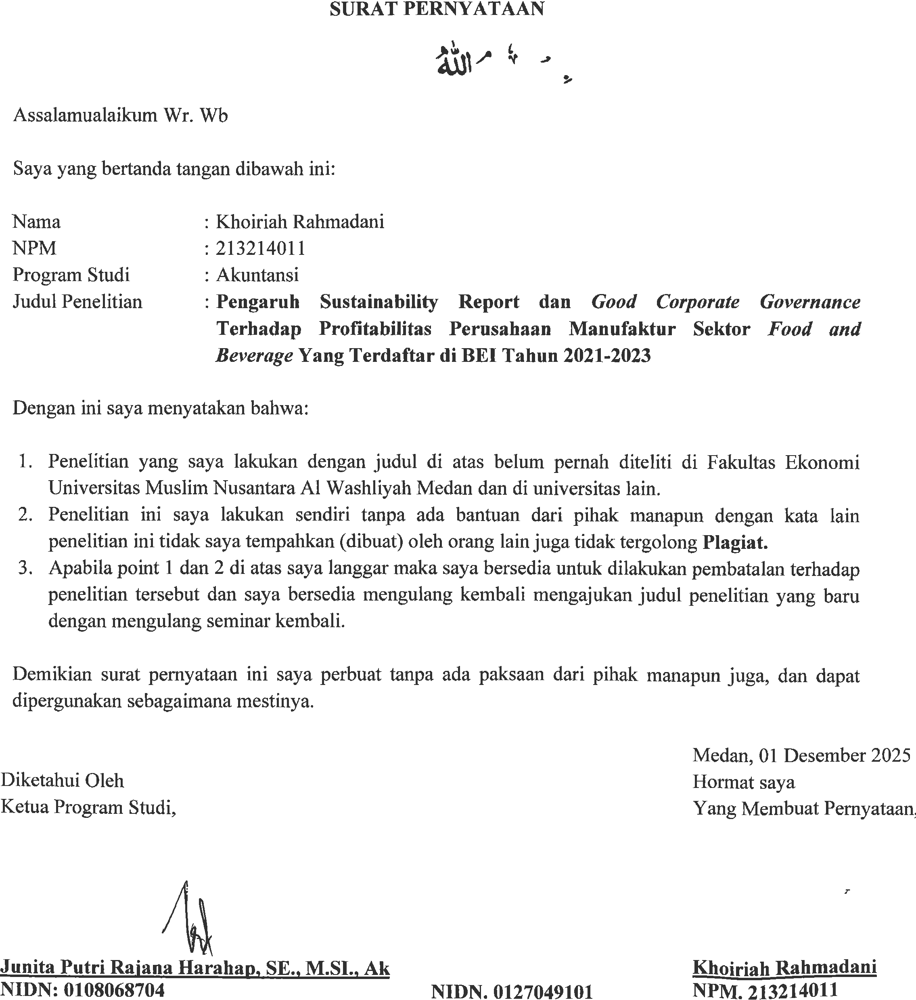 SURAT PERNYATAAN
الله
Assalamualaikum Wr. Wb
Saya yang bertanda tangan dibawah ini:
Nama : Khoiriah Rahmadani
NPM : 213214011
Program Studi : Akuntansi
Judul Penelitian : Pengaruh Sustainability Report dan Good Corporate Governance
Terhadap Profitabilitas Perusahaan Manufaktur Sektor Food and
Beverage Yang Terdaftar di BEI Tahun 2021-2023
Dengan ini saya menyatakan bahwa:
1. Penelitian yang saya lakukan dengan judul di atas belum pernah diteliti di Fakultas Ekonomi
Universitas Muslim Nusantara Al Washliyah Medan dan di universitas lain.
2. Penelitian ini saya lakukan sendiri tanpa ada bantuan dari pihak manapun dengan kata lain
penelitian ini tidak saya tempahkan (dibuat) oleh orang lain juga tidak tergolong Plagiat.
3. Apabila point 1 dan 2 di atas saya langgar maka saya bersedia untuk dilakukan pembatalan terhadap
penelitian tersebut dan saya bersedia mengulang kembali mengajukan judul penelitian yang baru
dengan mengulang seminar kembali.
Demikian surat pernyataan ini saya perbuat tanpa ada paksaan dari pihak manapun juga, dan dapat
dipergunakan sebagaimana mestinya.
Medan, 01 Desember 2025
Diketahui Oleh Hormat saya
Ketua Program Studi, Yang Membuat Pernyataan,
Junita Putri Rajana Harahap, SE., M.SI., Ak Khoiriah Rahmadani
NIDN: 0108068704 NIDN. 0127049101 NPM. 213214011